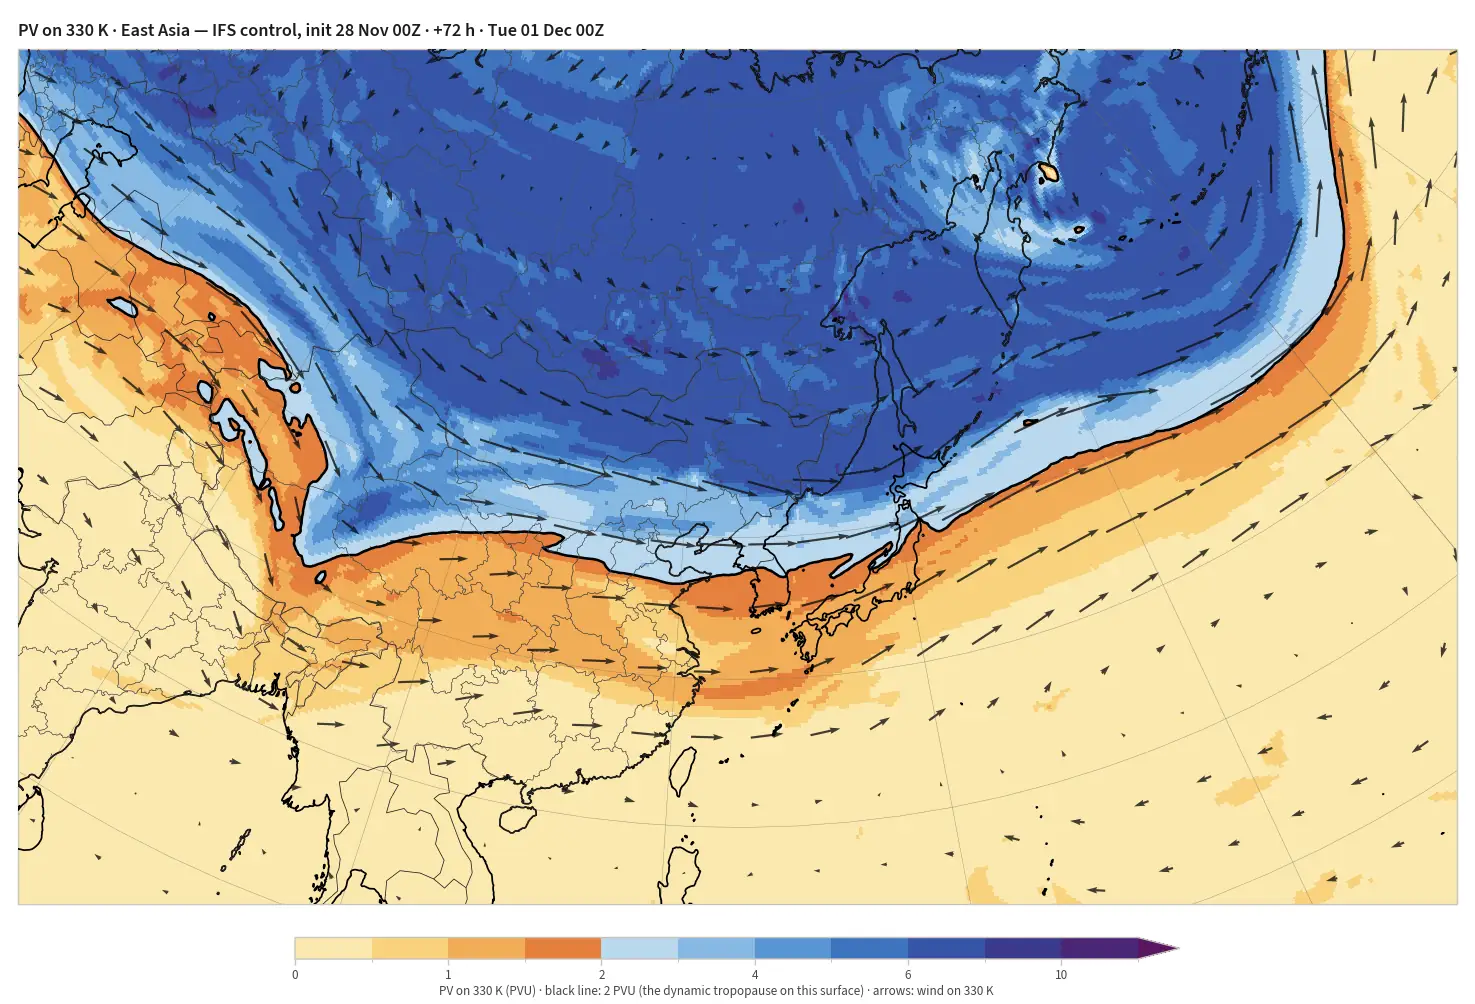 PV on 330 K · East Asia — IFS control, init 28 Nov 00Z · +72 h · Tue 01 Dec 00Z
0 1 2 4 6 10
PV on 330 K (PVU) · black line: 2 PVU (the dynamic tropopause on this surface) · arrows: wind on 330 K